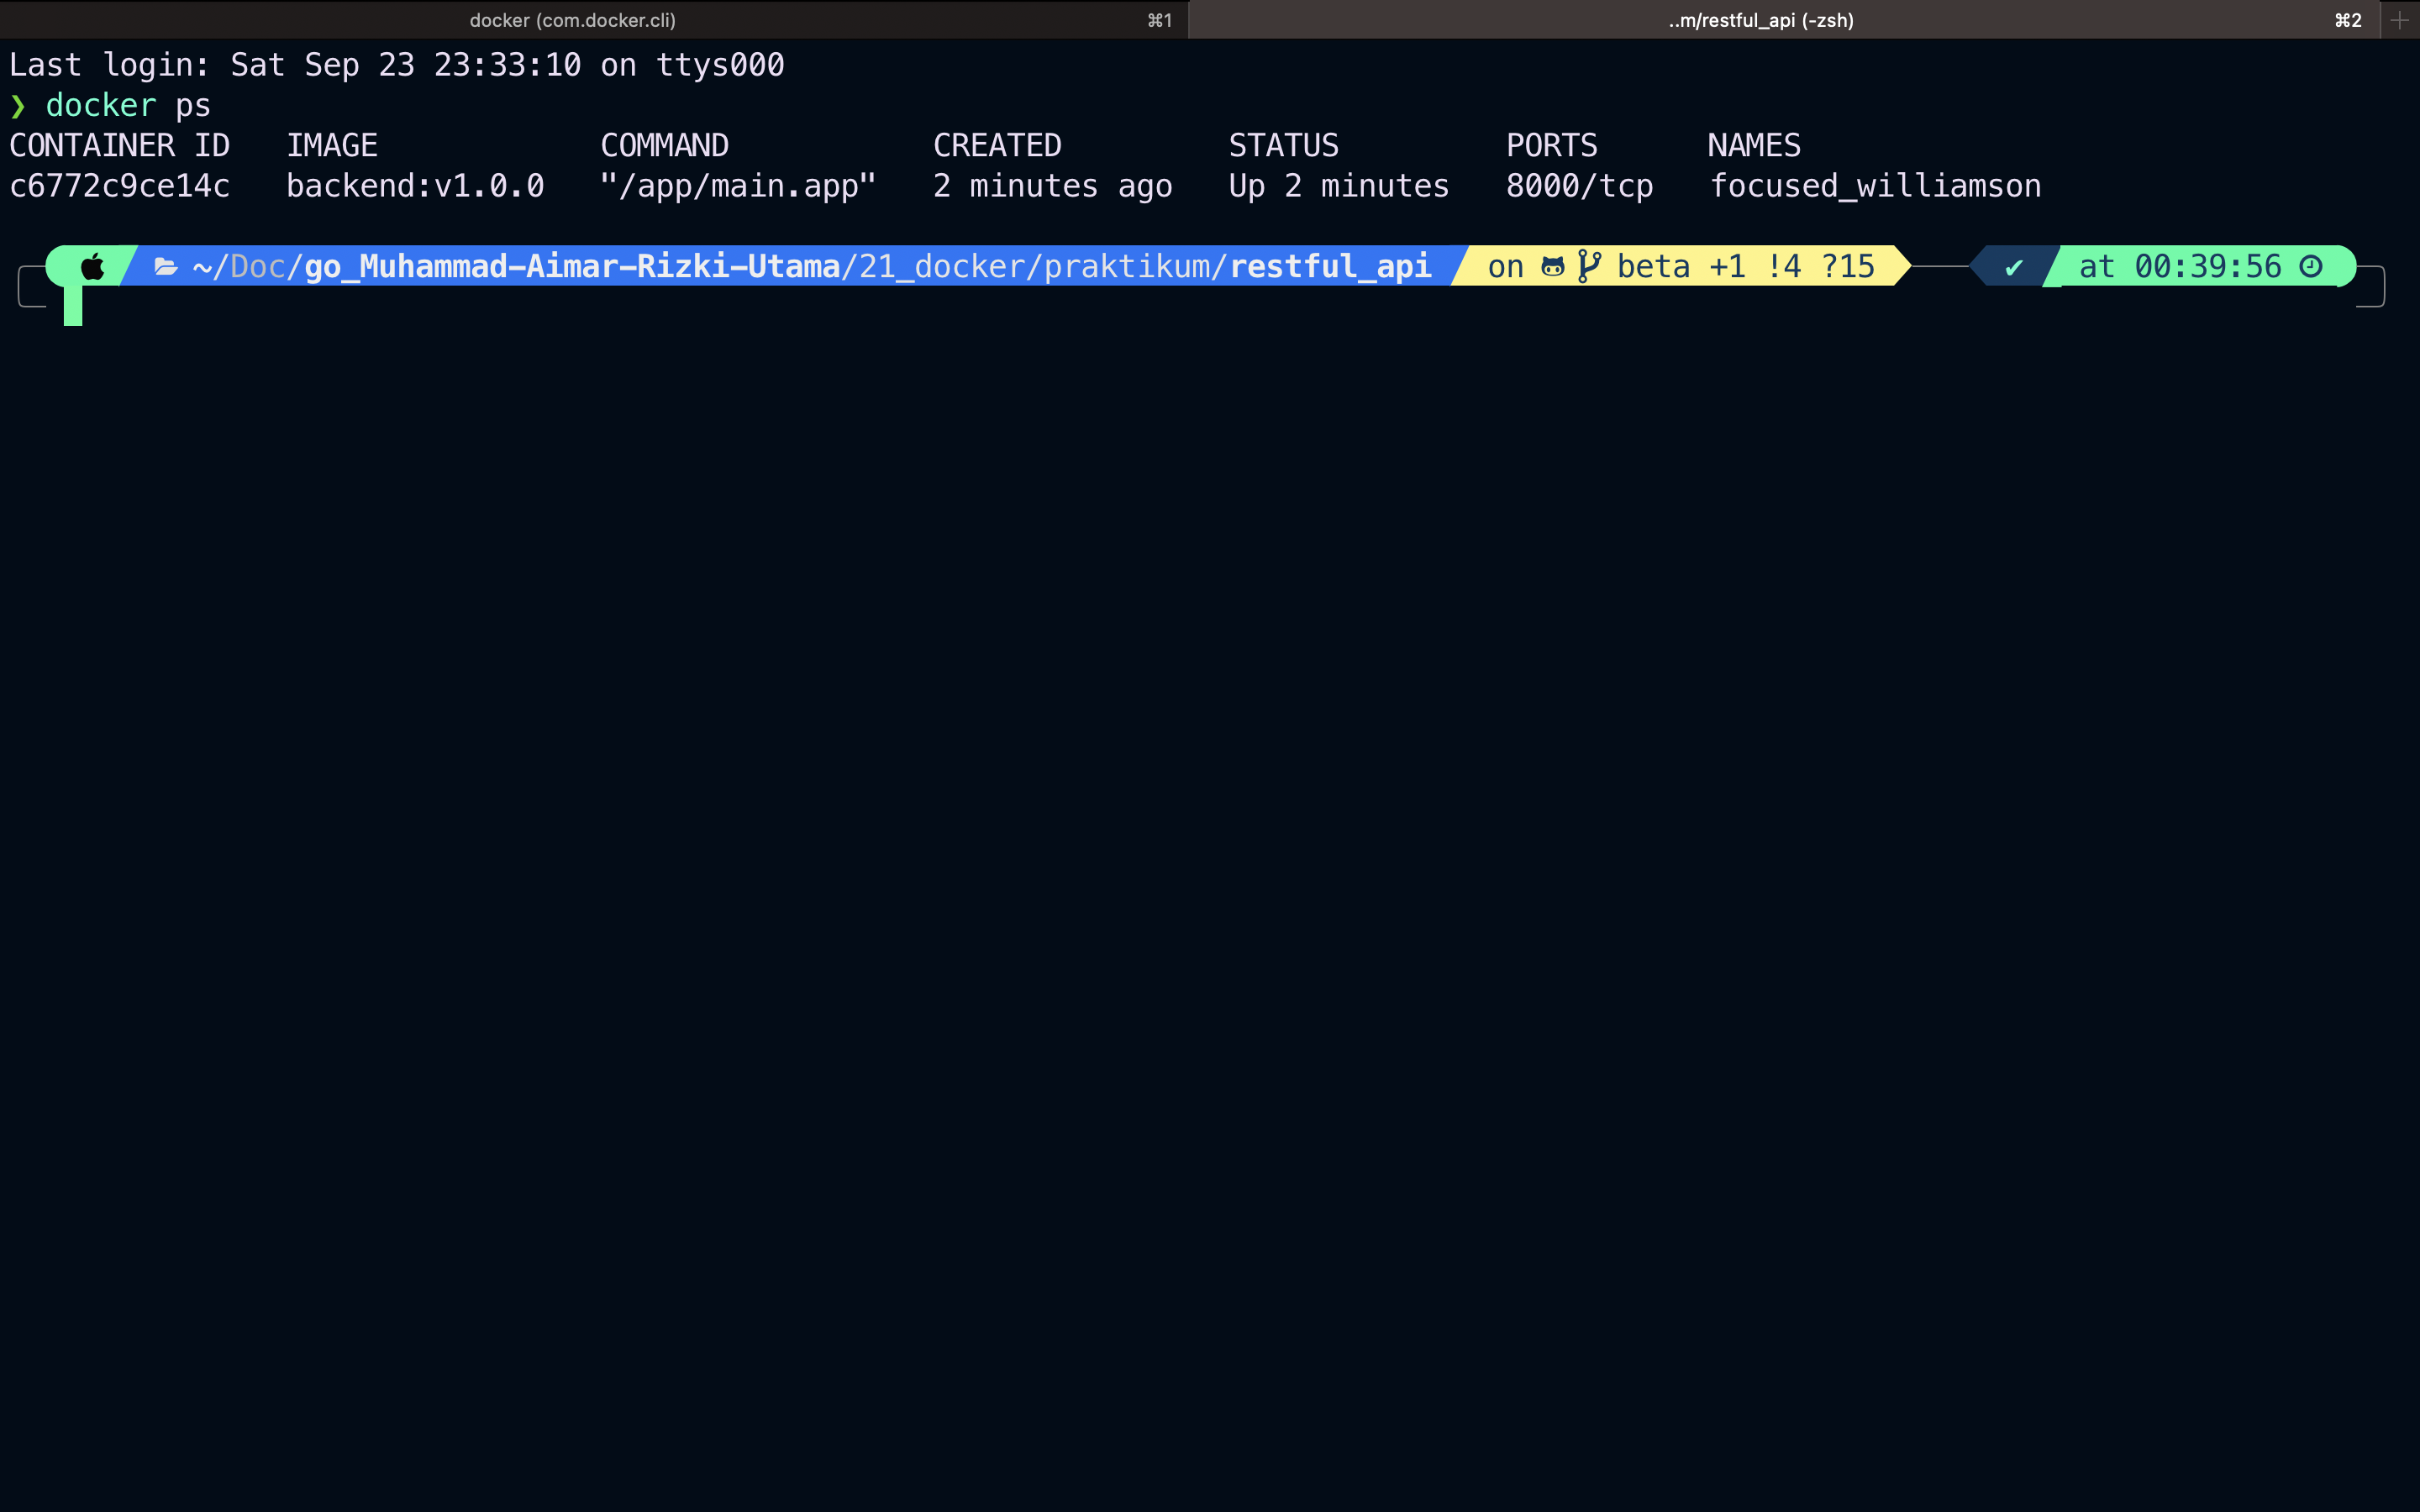 docker (com.docker.cli) ⌘1 ..m/restful_api (-zsh) ⌘2
Last login: Sat Sep 23 23:33:10 on ttys000
❯ docker ps
CONTAINER ID   IMAGE            COMMAND           CREATED         STATUS         PORTS      NAMES
c6772c9ce14c   backend:v1.0.0   "/app/main.app"   2 minutes ago   Up 2 minutes   8000/tcp   focused_williamson
~/Doc/go_Muhammad-Aimar-Rizki-Utama/21_docker/praktikum/restful_api on beta +1 !4 ?15 ✔ at 00:39:56